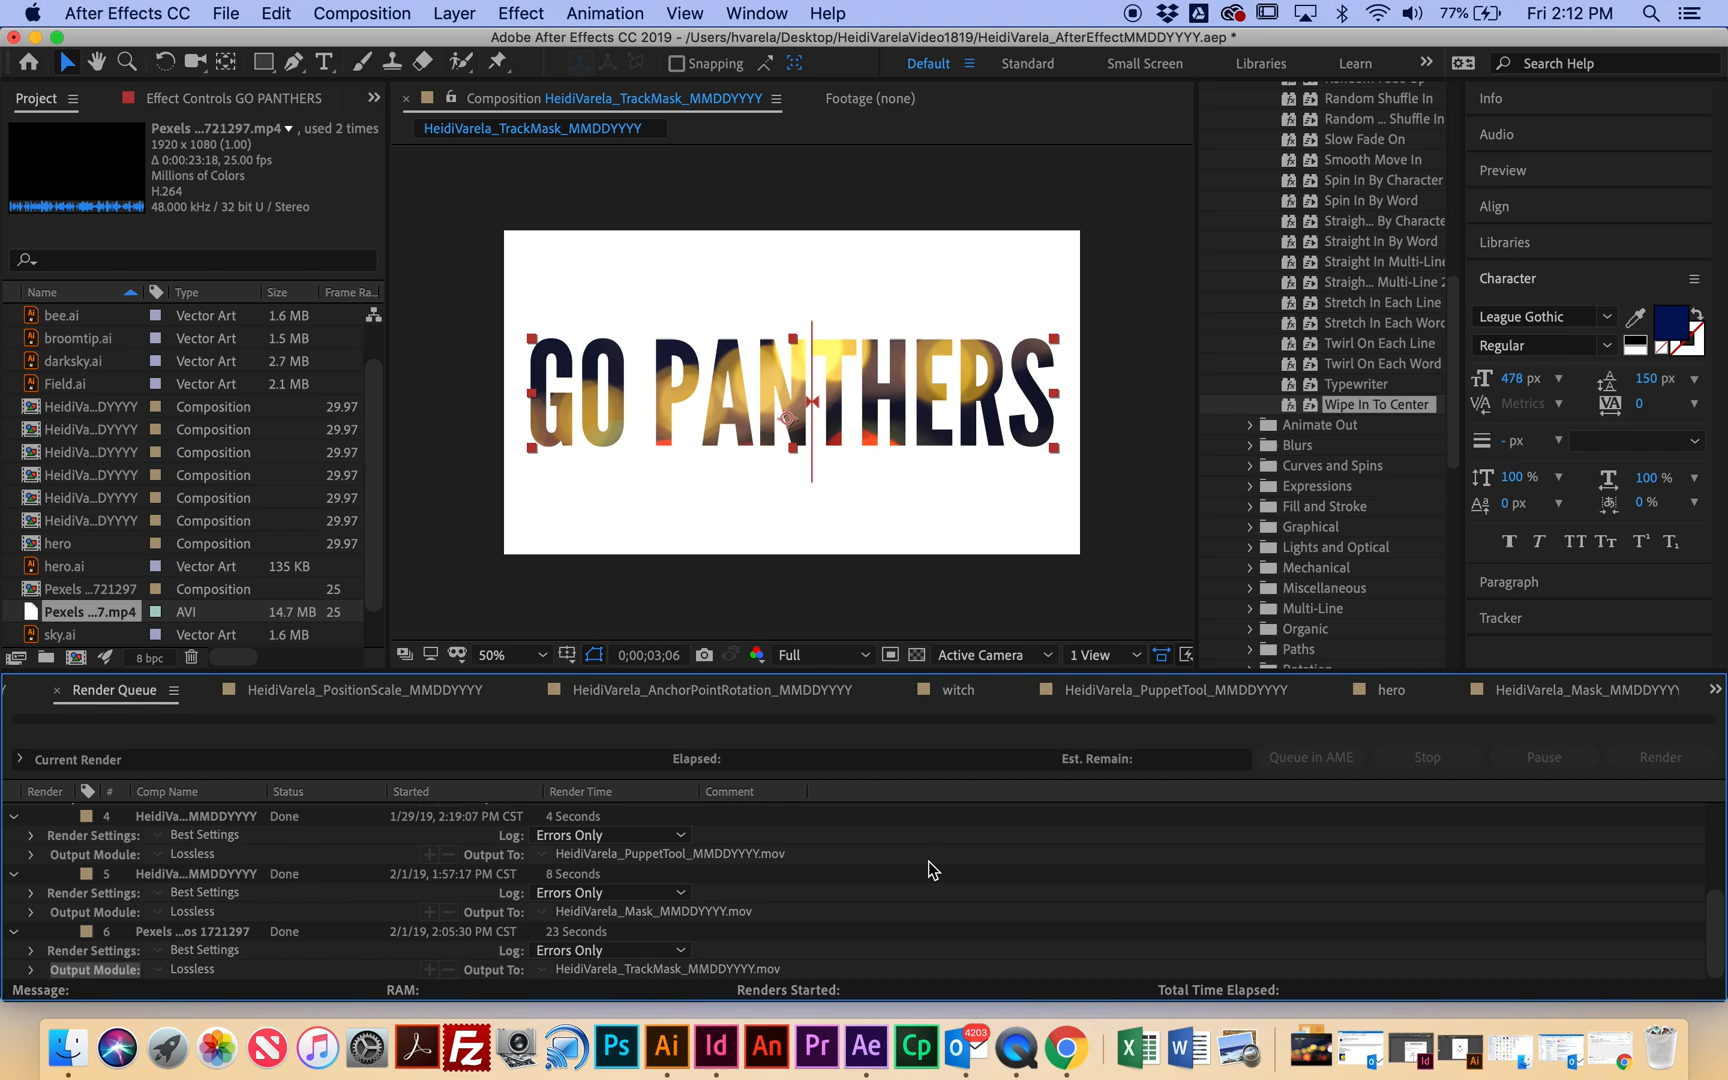 After Effects CC File Edit Composition Layer Effect Animation View Window Help 77% Fri 2:12 PM
Adobe After Effects CC 2019 - /Users/hvarela/Desktop/HeidiVarelaVideo1819/HeidiVarela_AfterEffectMMDDYYYY.aep *
Snapping Default Standard Small Screen Libraries Learn Search Help
Project Effect Controls GO PANTHERS
Composition HeidiVarela_TrackMask_MMDDYYYY Footage (none)
HeidiVarela_TrackMask_MMDDYYYY
Pexels ...721297.mp4 , used 2 times
1920 x 1080 (1.00)
Δ 0:00:23:18, 25.00 fps
Millions of Colors
H.264
48.000 kHz / 32 bit U / Stereo
Name Type Size Frame Ra...
bee.ai Vector Art 1.6 MB
broomtip.ai Vector Art 1.5 MB
darksky.ai Vector Art 2.7 MB
Field.ai Vector Art 2.1 MB
HeidiVa...DYYYY Composition 29.97
HeidiVa...DYYYY Composition 29.97
HeidiVa...DYYYY Composition 29.97
HeidiVa...DYYYY Composition 29.97
HeidiVa...DYYYY Composition 29.97
HeidiVa...DYYYY Composition 29.97
hero Composition 29.97
hero.ai Vector Art 135 KB
Pexels ...721297 Composition 25
Pexels ...7.mp4 AVI 14.7 MB 25
sky.ai Vector Art 1.6 MB
8 bpc
GO PANTHERS
50% 0;00;03;06 Full Active Camera 1 View
Random Shuffle In
Random ... Shuffle In
Slow Fade On
Smooth Move In
Spin In By Character
Spin In By Word
Straigh... By Characte
Straight In By Word
Straight In Multi-Line
Straigh... Multi-Line 2
Stretch In Each Line
Stretch In Each Word
Twirl On Each Line
Twirl On Each Word
Typewriter
Wipe In To Center
Animate Out
Blurs
Curves and Spins
Expressions
Fill and Stroke
Graphical
Lights and Optical
Mechanical
Miscellaneous
Multi-Line
Organic
Paths
Info
Audio
Preview
Align
Libraries
Character
League Gothic
Regular
478 px 150 px
Metrics 0
- px
100 % 100 %
0 px 0 %
T T TT Tt T¹ T₁
Paragraph
Tracker
Render Queue HeidiVarela_PositionScale_MMDDYYYY HeidiVarela_AnchorPointRotation_MMDDYYYY witch HeidiVarela_PuppetTool_MMDDYYYY hero HeidiVarela_Mask_MMDDYYYY
Current Render Elapsed: Est. Remain: Queue in AME Stop Pause Render
Render # Comp Name Status Started Render Time Comment
4 HeidiVa...MMDDYYYY Done 1/29/19, 2:19:07 PM CST 4 Seconds
Render Settings: Best Settings Log: Errors Only
Output Module: Lossless Output To: HeidiVarela_PuppetTool_MMDDYYYY.mov
5 HeidiVa...MMDDYYYY Done 2/1/19, 1:57:17 PM CST 8 Seconds
Render Settings: Best Settings Log: Errors Only
Output Module: Lossless Output To: HeidiVarela_Mask_MMDDYYYY.mov
6 Pexels ...os 1721297 Done 2/1/19, 2:05:30 PM CST 23 Seconds
Render Settings: Best Settings Log: Errors Only
Output Module: Lossless Output To: HeidiVarela_TrackMask_MMDDYYYY.mov
Message: RAM: Renders Started: Total Time Elapsed:
Fz Ps Ai Id An Pr Ae Cp 4203